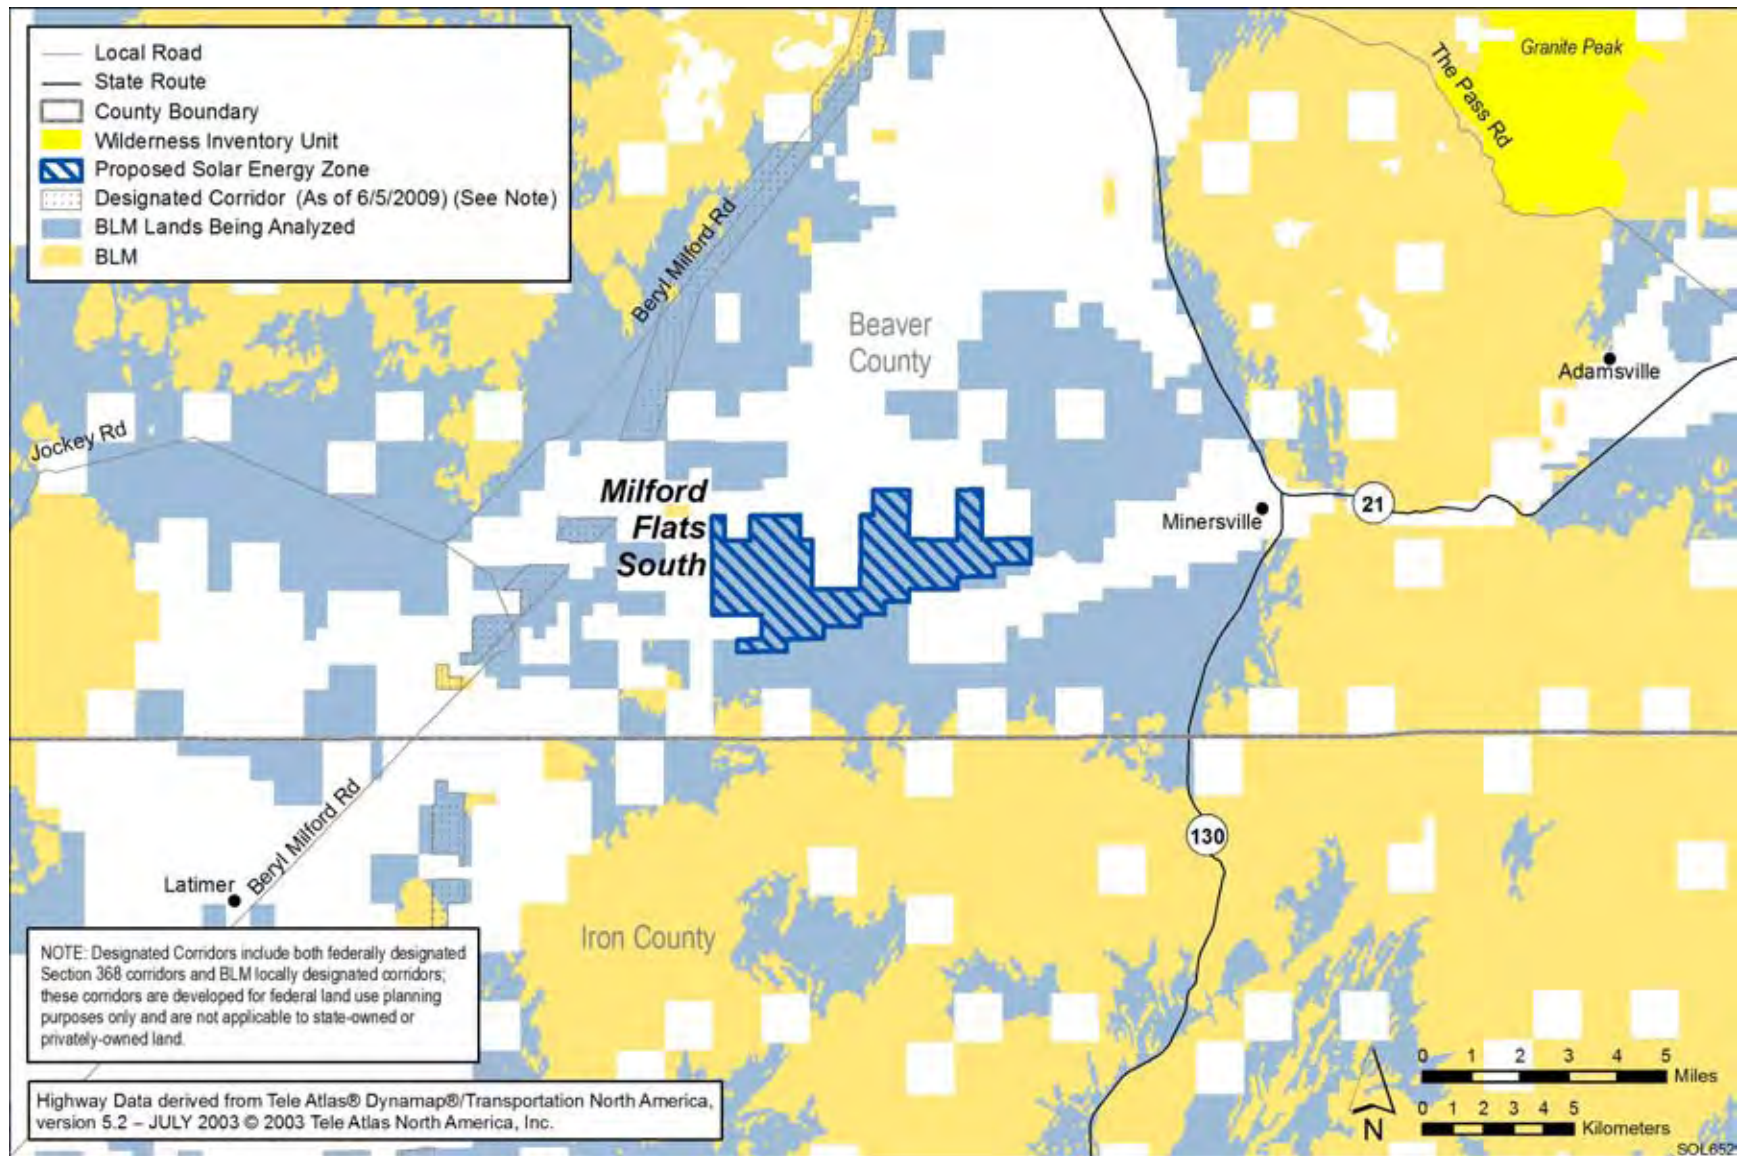 Local Road
State Route
County Boundary
Wilderness Inventory Unit
Proposed Solar Energy Zone
Designated Corridor (As of 6/5/2009) (See Note)
BLM Lands Being Analyzed
BLM
Granite Peak
The Pass Rd
Beryl Milford Rd
Beaver
County
Adamsville
Jockey Rd
Milford
Flats
South
21
Minersville
Beryl Milford Rd
130
Latimer
Iron County
NOTE: Designated Corridors include both federally designated
Section 368 corridors and BLM locally designated corridors;
these corridors are developed for federal land use planning
purposes only and are not applicable to state-owned or
privately-owned land.
0 1 2 3 4 5
Miles
0 1 2 3 4 5
Kilometers
N
Highway Data derived from Tele Atlas® Dynamap®/Transportation North America,
version 5.2 – JULY 2003 © 2003 Tele Atlas North America, Inc.